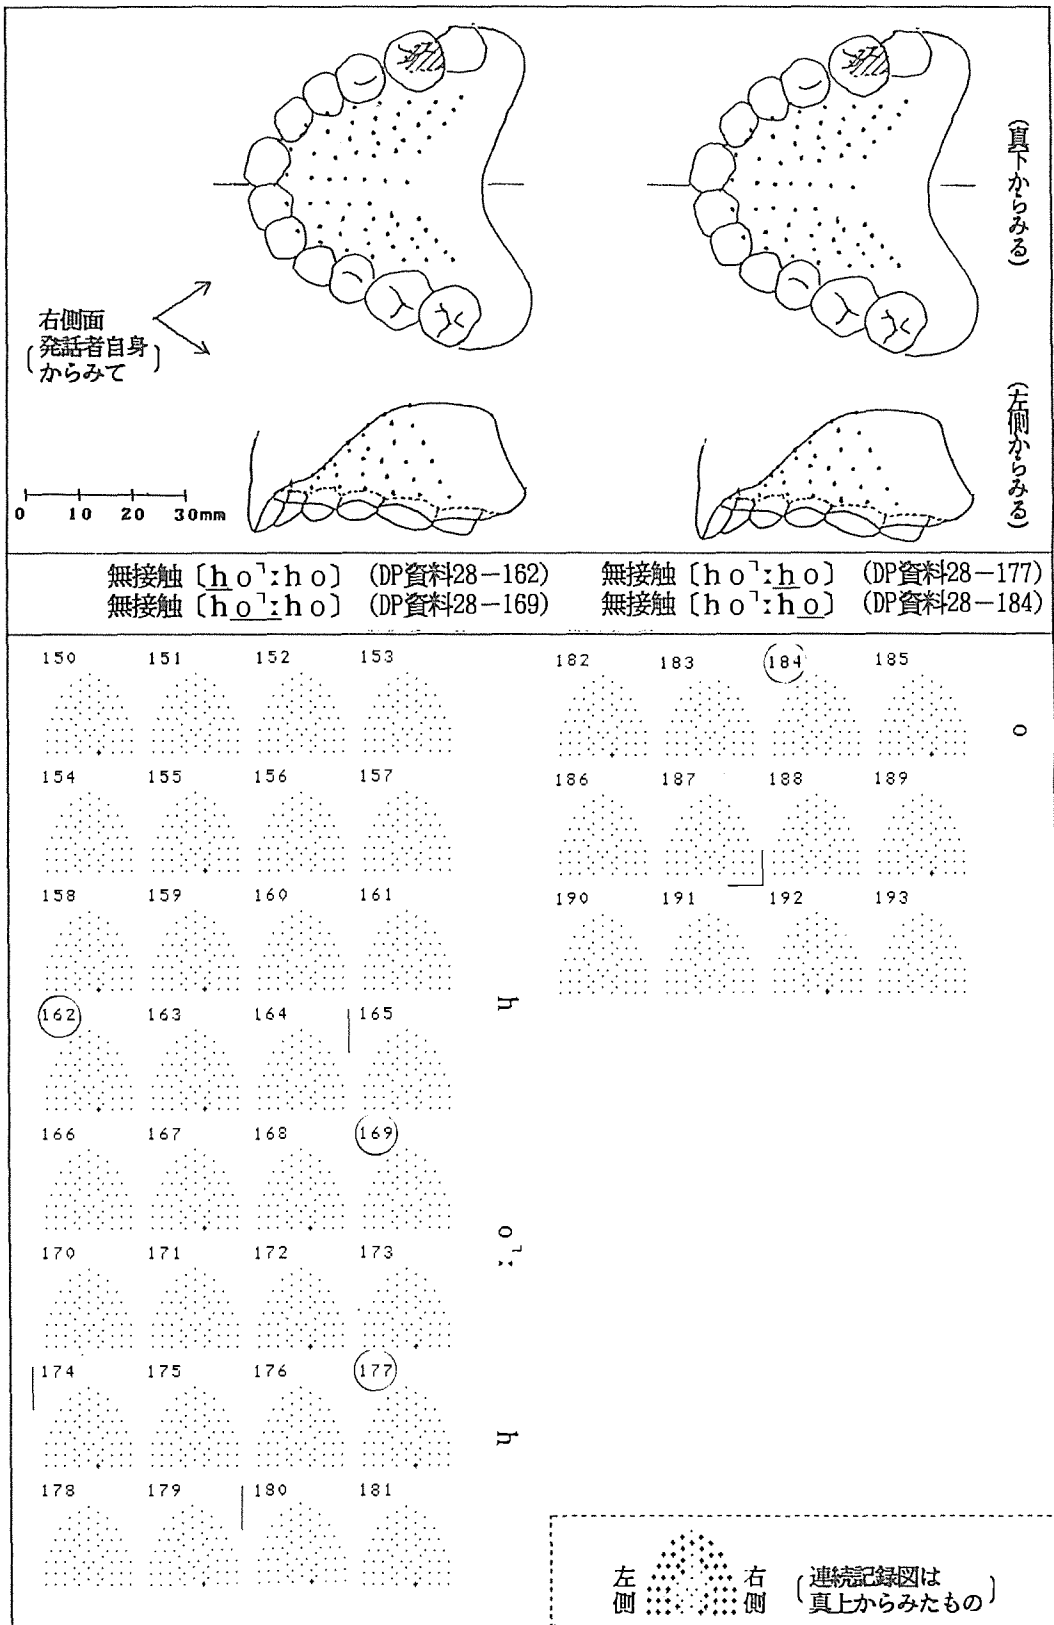 (真下からみる)
右側面
(発話者自身)
からみて
(左側からみる)
0 10 20 30mm
無接触〔ho˥ːho〕(DP資料28−162) 無接触〔ho˥ːho〕(DP資料28−177)
無接触〔ho˥ːho〕(DP資料28−169) 無接触〔ho˥ːho〕(DP資料28−184)
150 151 152 153
154 155 156 157
158 159 160 161
h
162 163 164 165
166 167 168 169
o˥ː
170 171 172 173
174 175 176 177
h
178 179 180 181
182 183 184 185
o
186 187 188 189
190 191 192 193
左側 右側
(連続記録図は
真上からみたもの)